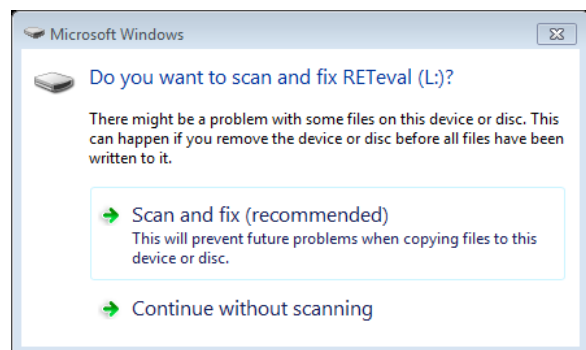 Microsoft Windows
Do you want to scan and fix RETeval (L:)?
There might be a problem with some files on this device or disc. This
can happen if you remove the device or disc before all files have been
written to it.
Scan and fix (recommended)
This will prevent future problems when copying files to this
device or disc.
Continue without scanning